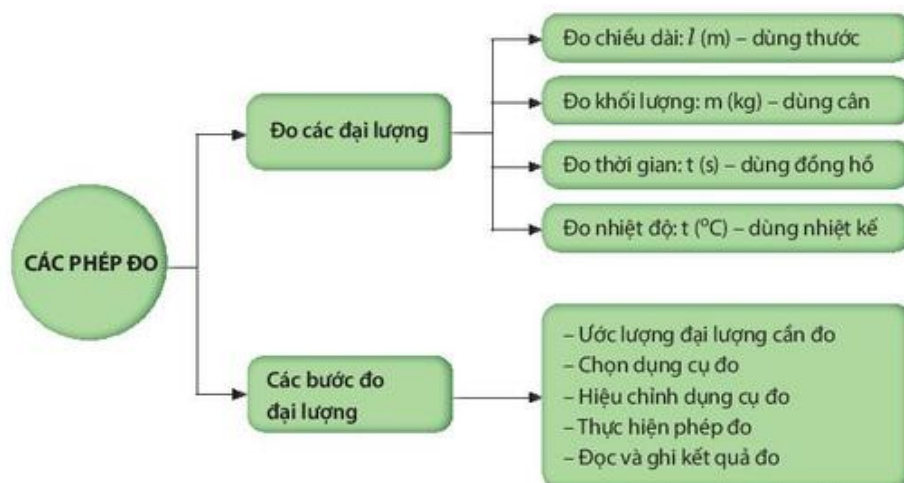 CÁC PHÉP ĐO
Đo các đại lượng
Đo chiều dài: l (m) – dùng thước
Đo khối lượng: m (kg) – dùng cân
Đo thời gian: t (s) – dùng đồng hồ
Đo nhiệt độ: t (°C) – dùng nhiệt kế
Các bước đo
đại lượng
– Ước lượng đại lượng cần đo
– Chọn dụng cụ đo
– Hiệu chỉnh dụng cụ đo
– Thực hiện phép đo
– Đọc và ghi kết quả đo